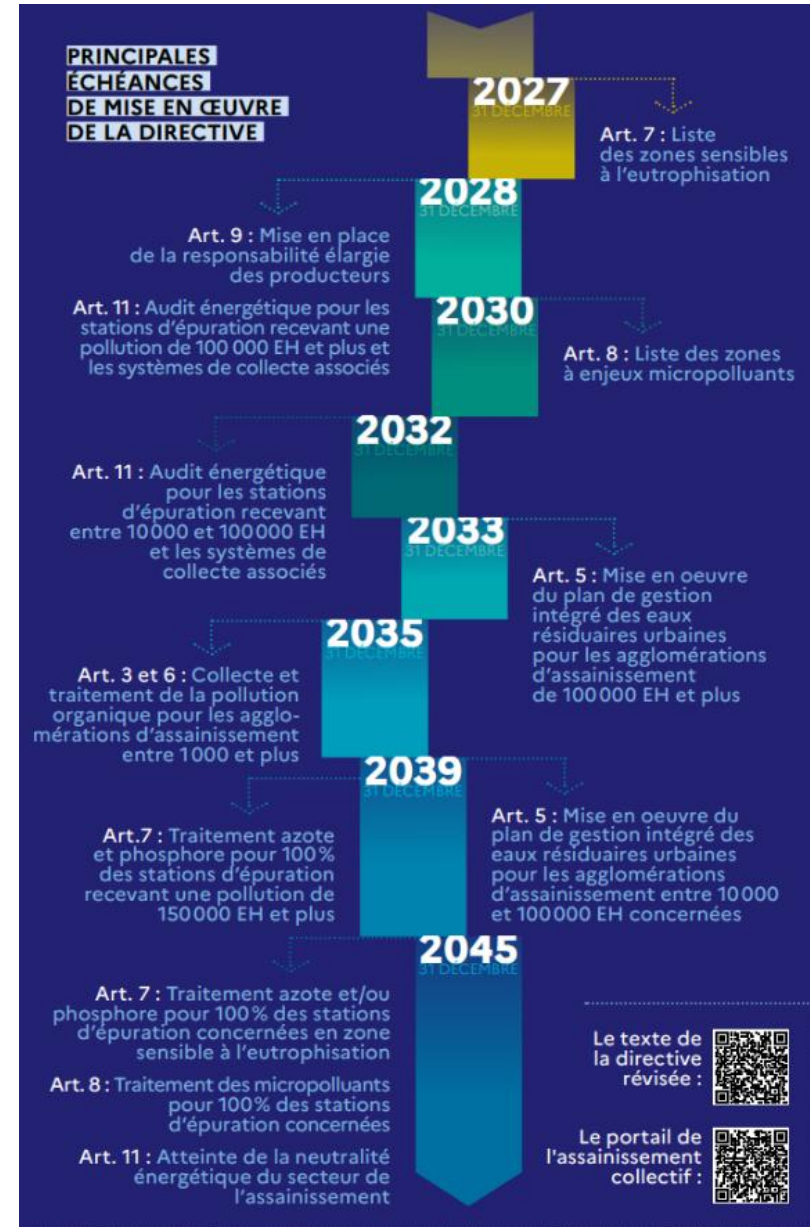 PRINCIPALES
ÉCHÉANCES
DE MISE EN ŒUVRE
DE LA DIRECTIVE
2027
31 DÉCEMBRE
Art. 7 : Liste
des zones sensibles
à l'eutrophisation
2028
31 DÉCEMBRE
Art. 9 : Mise en place
de la responsabilité élargie
des producteurs
Art. 11 : Audit énergétique pour les
stations d'épuration recevant une
pollution de 100 000 EH et plus et
les systèmes de collecte associés
2030
31 DÉCEMBRE
Art. 8 : Liste des zones
à enjeux micropolluants
2032
31 DÉCEMBRE
Art. 11 : Audit énergétique
pour les stations
d'épuration recevant
entre 10 000 et 100 000 EH
et les systèmes de
collecte associés
2033
31 DÉCEMBRE
Art. 5 : Mise en oeuvre
du plan de gestion
intégré des eaux
résiduaires urbaines
pour les agglomérations
d'assainissement
de 100 000 EH et plus
2035
31 DÉCEMBRE
Art. 3 et 6 : Collecte et
traitement de la pollution
organique pour les agglo-
mérations d'assainissement
entre 1 000 et plus
2039
31 DÉCEMBRE
Art.7 : Traitement azote
et phosphore pour 100 %
des stations d'épuration
recevant une pollution de
150 000 EH et plus
Art. 5 : Mise en oeuvre du
plan de gestion intégré des
eaux résiduaires urbaines
pour les agglomérations
d'assainissement entre 10 000
et 100 000 EH concernées
2045
31 DÉCEMBRE
Art. 7 : Traitement azote et/ou
phosphore pour 100 % des stations
d'épuration concernées en zone
sensible à l'eutrophisation
Art. 8 : Traitement des micropolluants
pour 100 % des stations
d'épuration concernées
Art. 11 : Atteinte de la neutralité
énergétique du secteur de
l'assainissement
Le texte de
la directive
révisée :
Le portail de
l'assainissement
collectif :